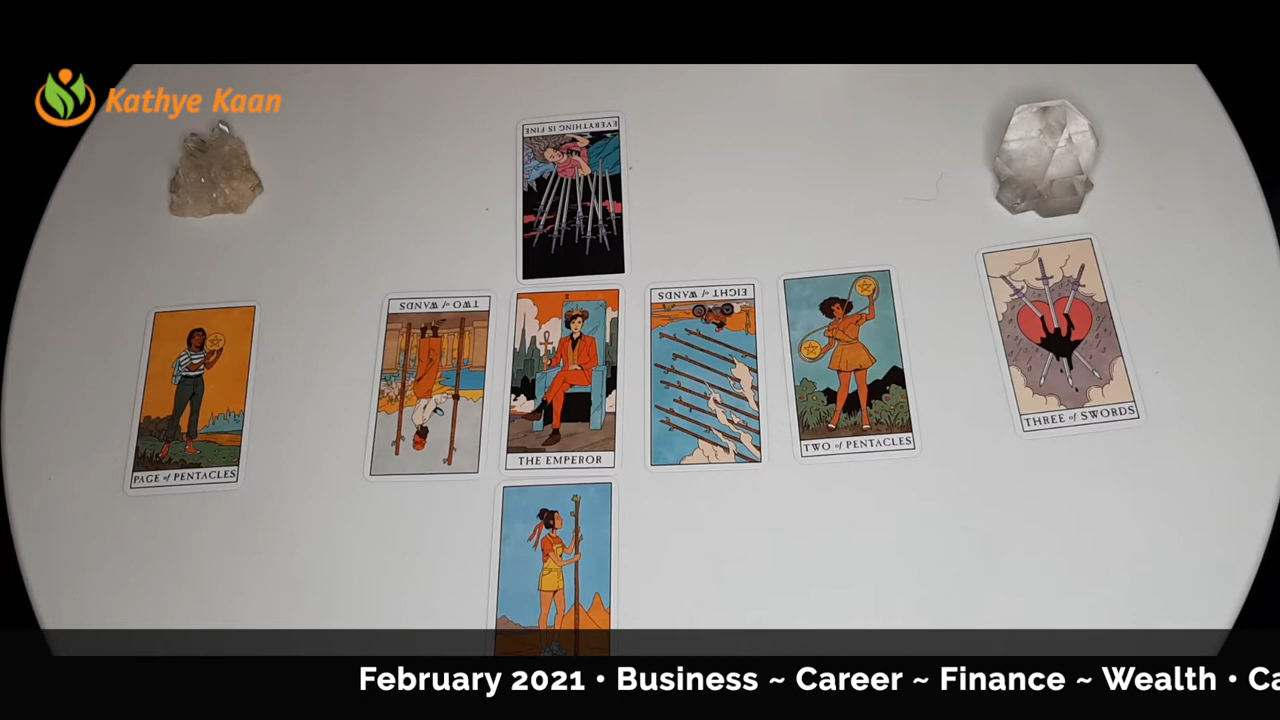 Kathye Kaan
EVERYTHING IS FINE
TWO of WANDS
EIGHT of WANDS
PAGE of PENTACLES
THE EMPEROR
TWO of PENTACLES
THREE of SWORDS
February 2021 • Business ~ Career ~ Finance ~ Wealth •